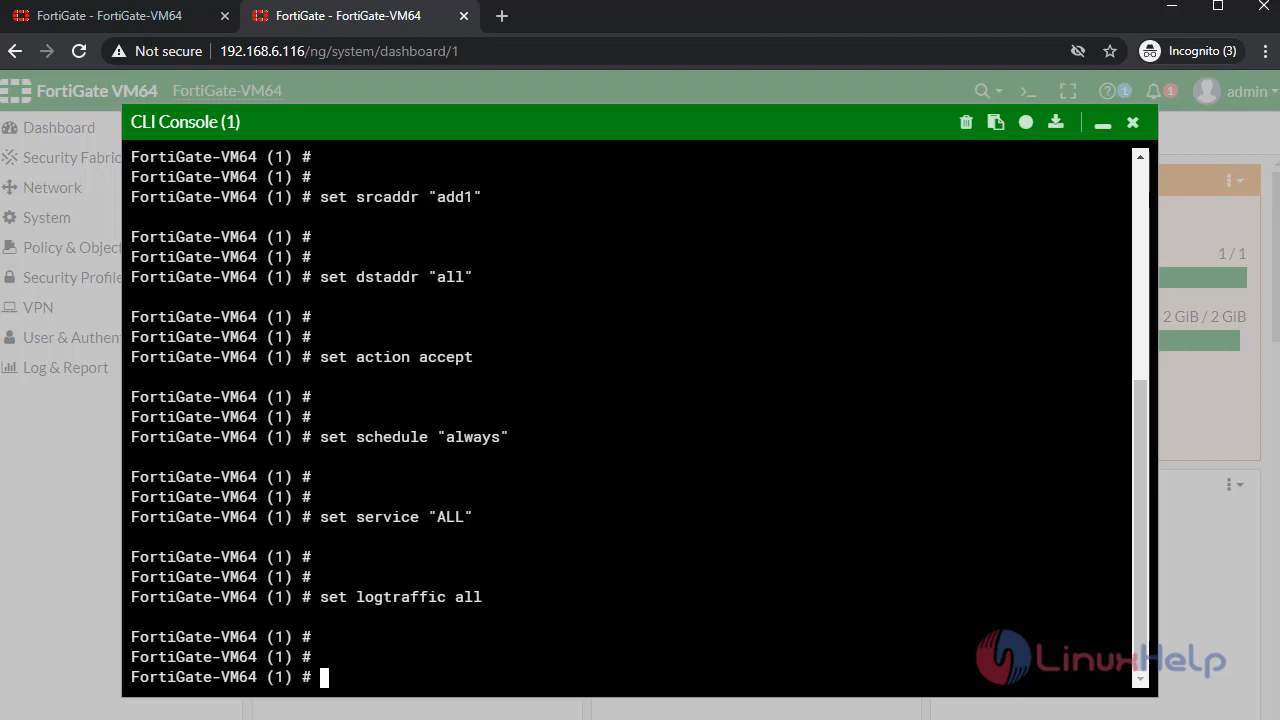 FortiGate - FortiGate-VM64
FortiGate - FortiGate-VM64
Not secure
192.168.6.116/ng/system/dashboard/1
Incognito (3)
FortiGate VM64
FortiGate-VM64
1
1
admin
CLI Console (1)
Dashboard
Security Fabric
Network
System
Policy & Object
Security Profile
VPN
User & Authen
Log & Report
FortiGate-VM64 (1) #
FortiGate-VM64 (1) #
FortiGate-VM64 (1) # set srcaddr "add1"
FortiGate-VM64 (1) #
FortiGate-VM64 (1) #
FortiGate-VM64 (1) # set dstaddr "all"
FortiGate-VM64 (1) #
FortiGate-VM64 (1) #
FortiGate-VM64 (1) # set action accept
FortiGate-VM64 (1) #
FortiGate-VM64 (1) #
FortiGate-VM64 (1) # set schedule "always"
FortiGate-VM64 (1) #
FortiGate-VM64 (1) #
FortiGate-VM64 (1) # set service "ALL"
FortiGate-VM64 (1) #
FortiGate-VM64 (1) #
FortiGate-VM64 (1) # set logtraffic all
FortiGate-VM64 (1) #
FortiGate-VM64 (1) #
FortiGate-VM64 (1) #
1 / 1
2 GiB / 2 GiB
LinuxHelp